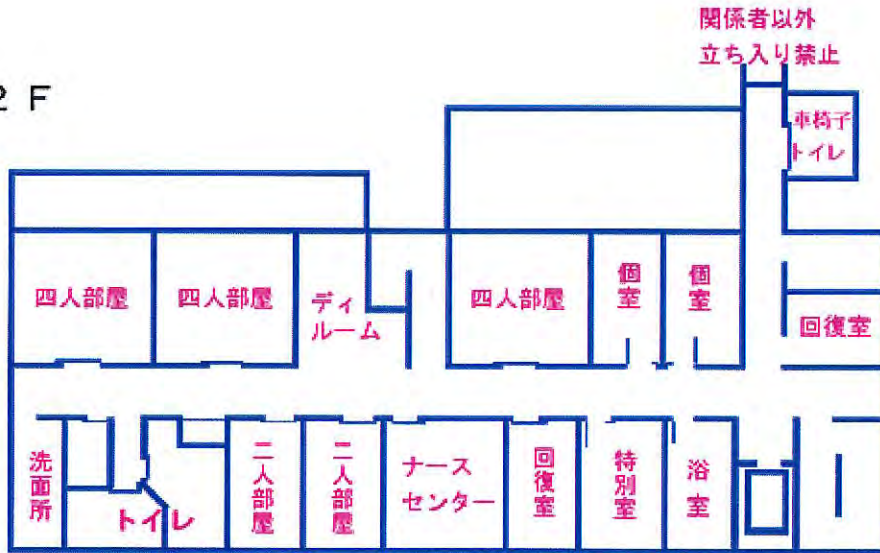 関係者以外
立ち入り禁止
2 F
車椅子
トイレ
四人部屋
四人部屋
ディ
ルーム
四人部屋
個室
個室
回復室
洗面所
トイレ
二人部屋
二人部屋
ナース
センター
回復室
特別室
浴室